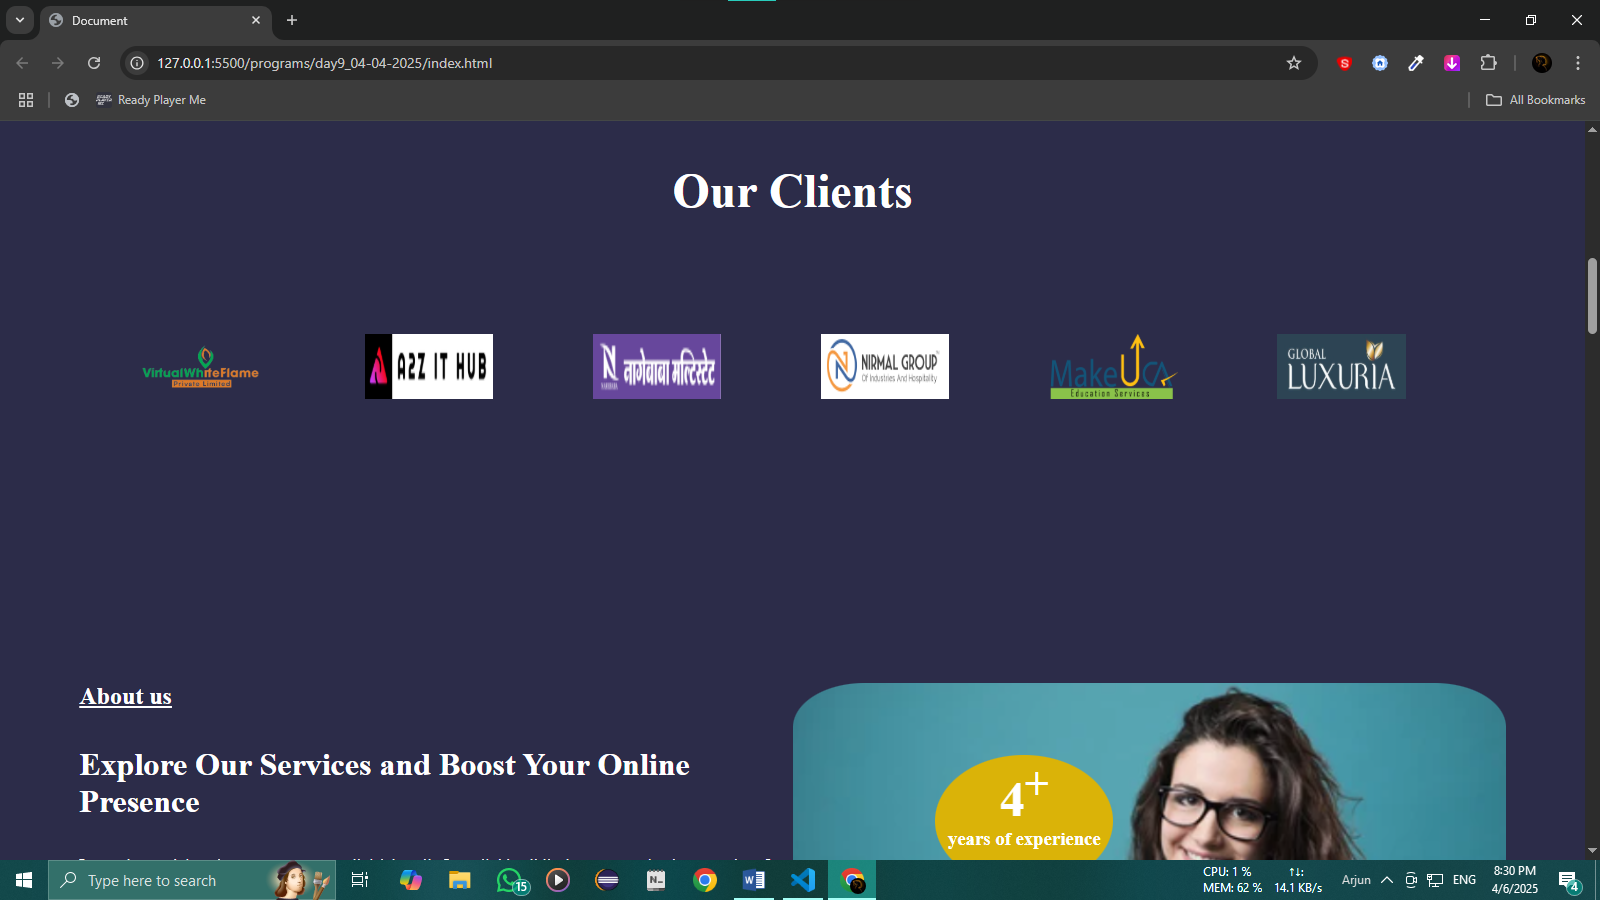 Document
127.0.0.1:5500/programs/day9_04-04-2025/index.html
Ready Player Me
All Bookmarks
Our Clients
VirtualWhiteFlame
Private Limited
A2Z IT HUB
नागेबाबा मल्टिस्टेट
NIRMAL GROUP
Of Industries And Hospitality
MakeUCA
Education Services
GLOBAL
LUXURIA
About us
Explore Our Services and Boost Your Online
Presence
4+
years of experience
Type here to search
15
CPU: 1 %
MEM: 62 %
14.1 KB/s
Arjun
ENG
8:30 PM
4/6/2025
4